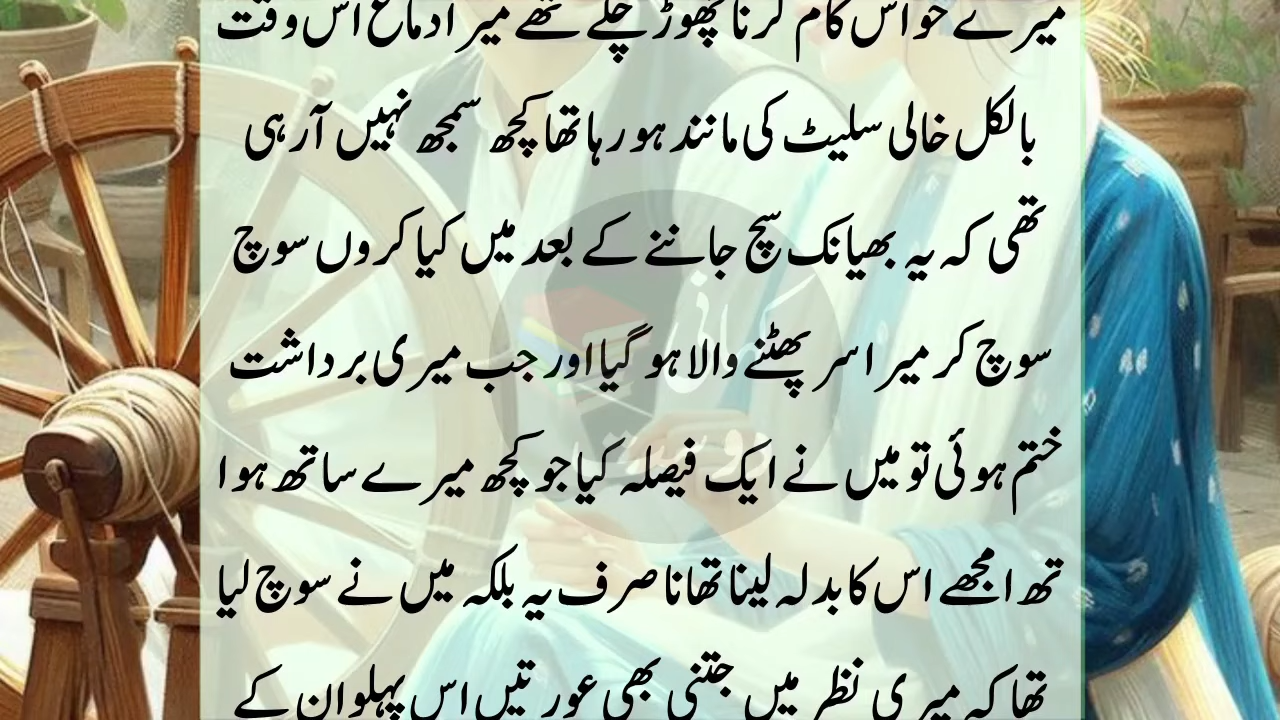 میرے حواس کام کرنا چھوڑ چکے تھے میرا دماغ اس وقت
بالکل خالی سلیٹ کی مانند ہو رہا تھا کچھ سمجھ نہیں آ رہی
تھی کہ یہ بھیانک سچ جاننے کے بعد میں کیا کروں سوچ
سوچ کر میرا سر پھٹنے والا ہو گیا اور جب میری برداشت
ختم ہوئی تو میں نے ایک فیصلہ کیا جو کچھ میرے ساتھ ہوا
تھا مجھے اس کا بدلہ لینا تھا نا صرف یہ بلکہ میں نے سوچ لیا
تھا کہ میری نظر میں جتنی بھی عورتیں اس پہلوان کے